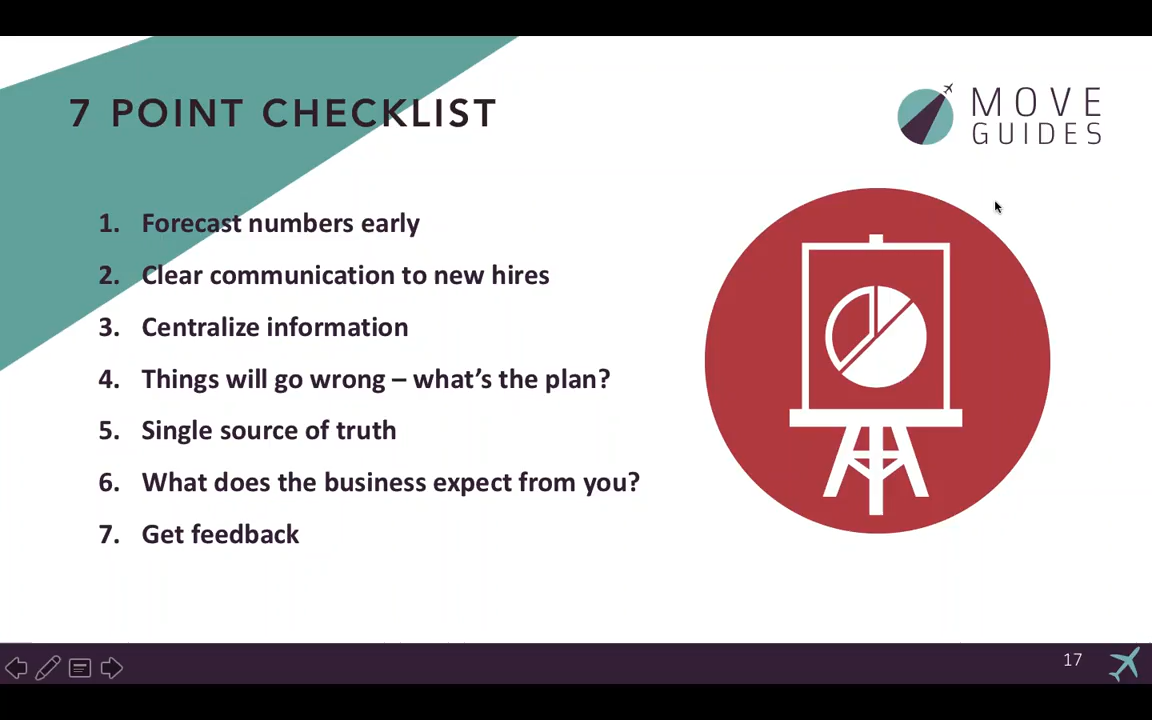 7 POINT CHECKLIST
MOVE
GUIDES
1. Forecast numbers early
2. Clear communication to new hires
3. Centralize information
4. Things will go wrong – what’s the plan?
5. Single source of truth
6. What does the business expect from you?
7. Get feedback
17